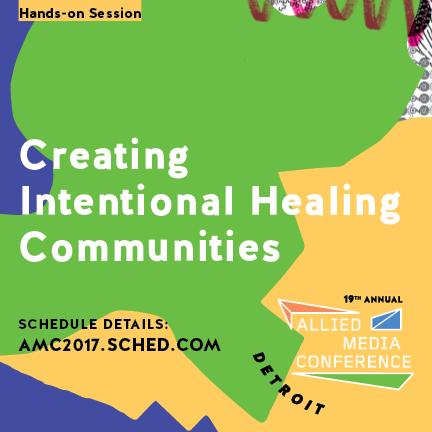 Hands-on Session
Creating
Intentional Healing
Communities
SCHEDULE DETAILS:
AMC2017.SCHED.COM
19TH ANNUAL
ALLIED
MEDIA
CONFERENCE
DETROIT